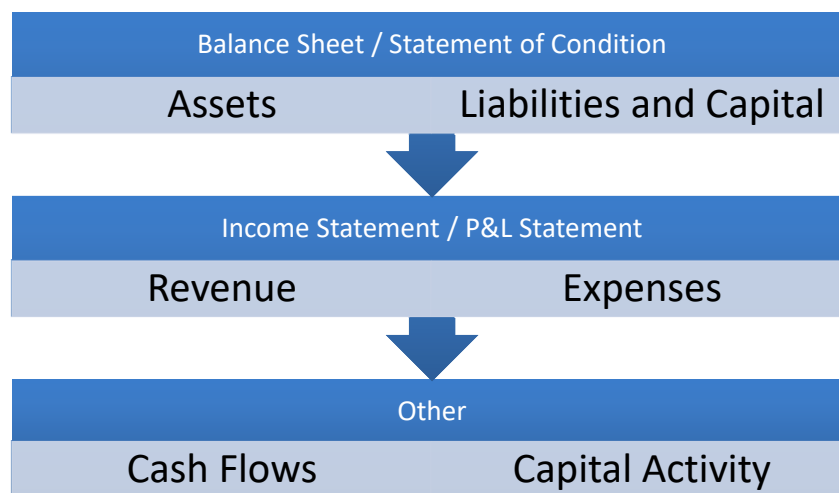 Balance Sheet / Statement of Condition
Assets Liabilities and Capital
Income Statement / P&L Statement
Revenue Expenses
Other
Cash Flows Capital Activity